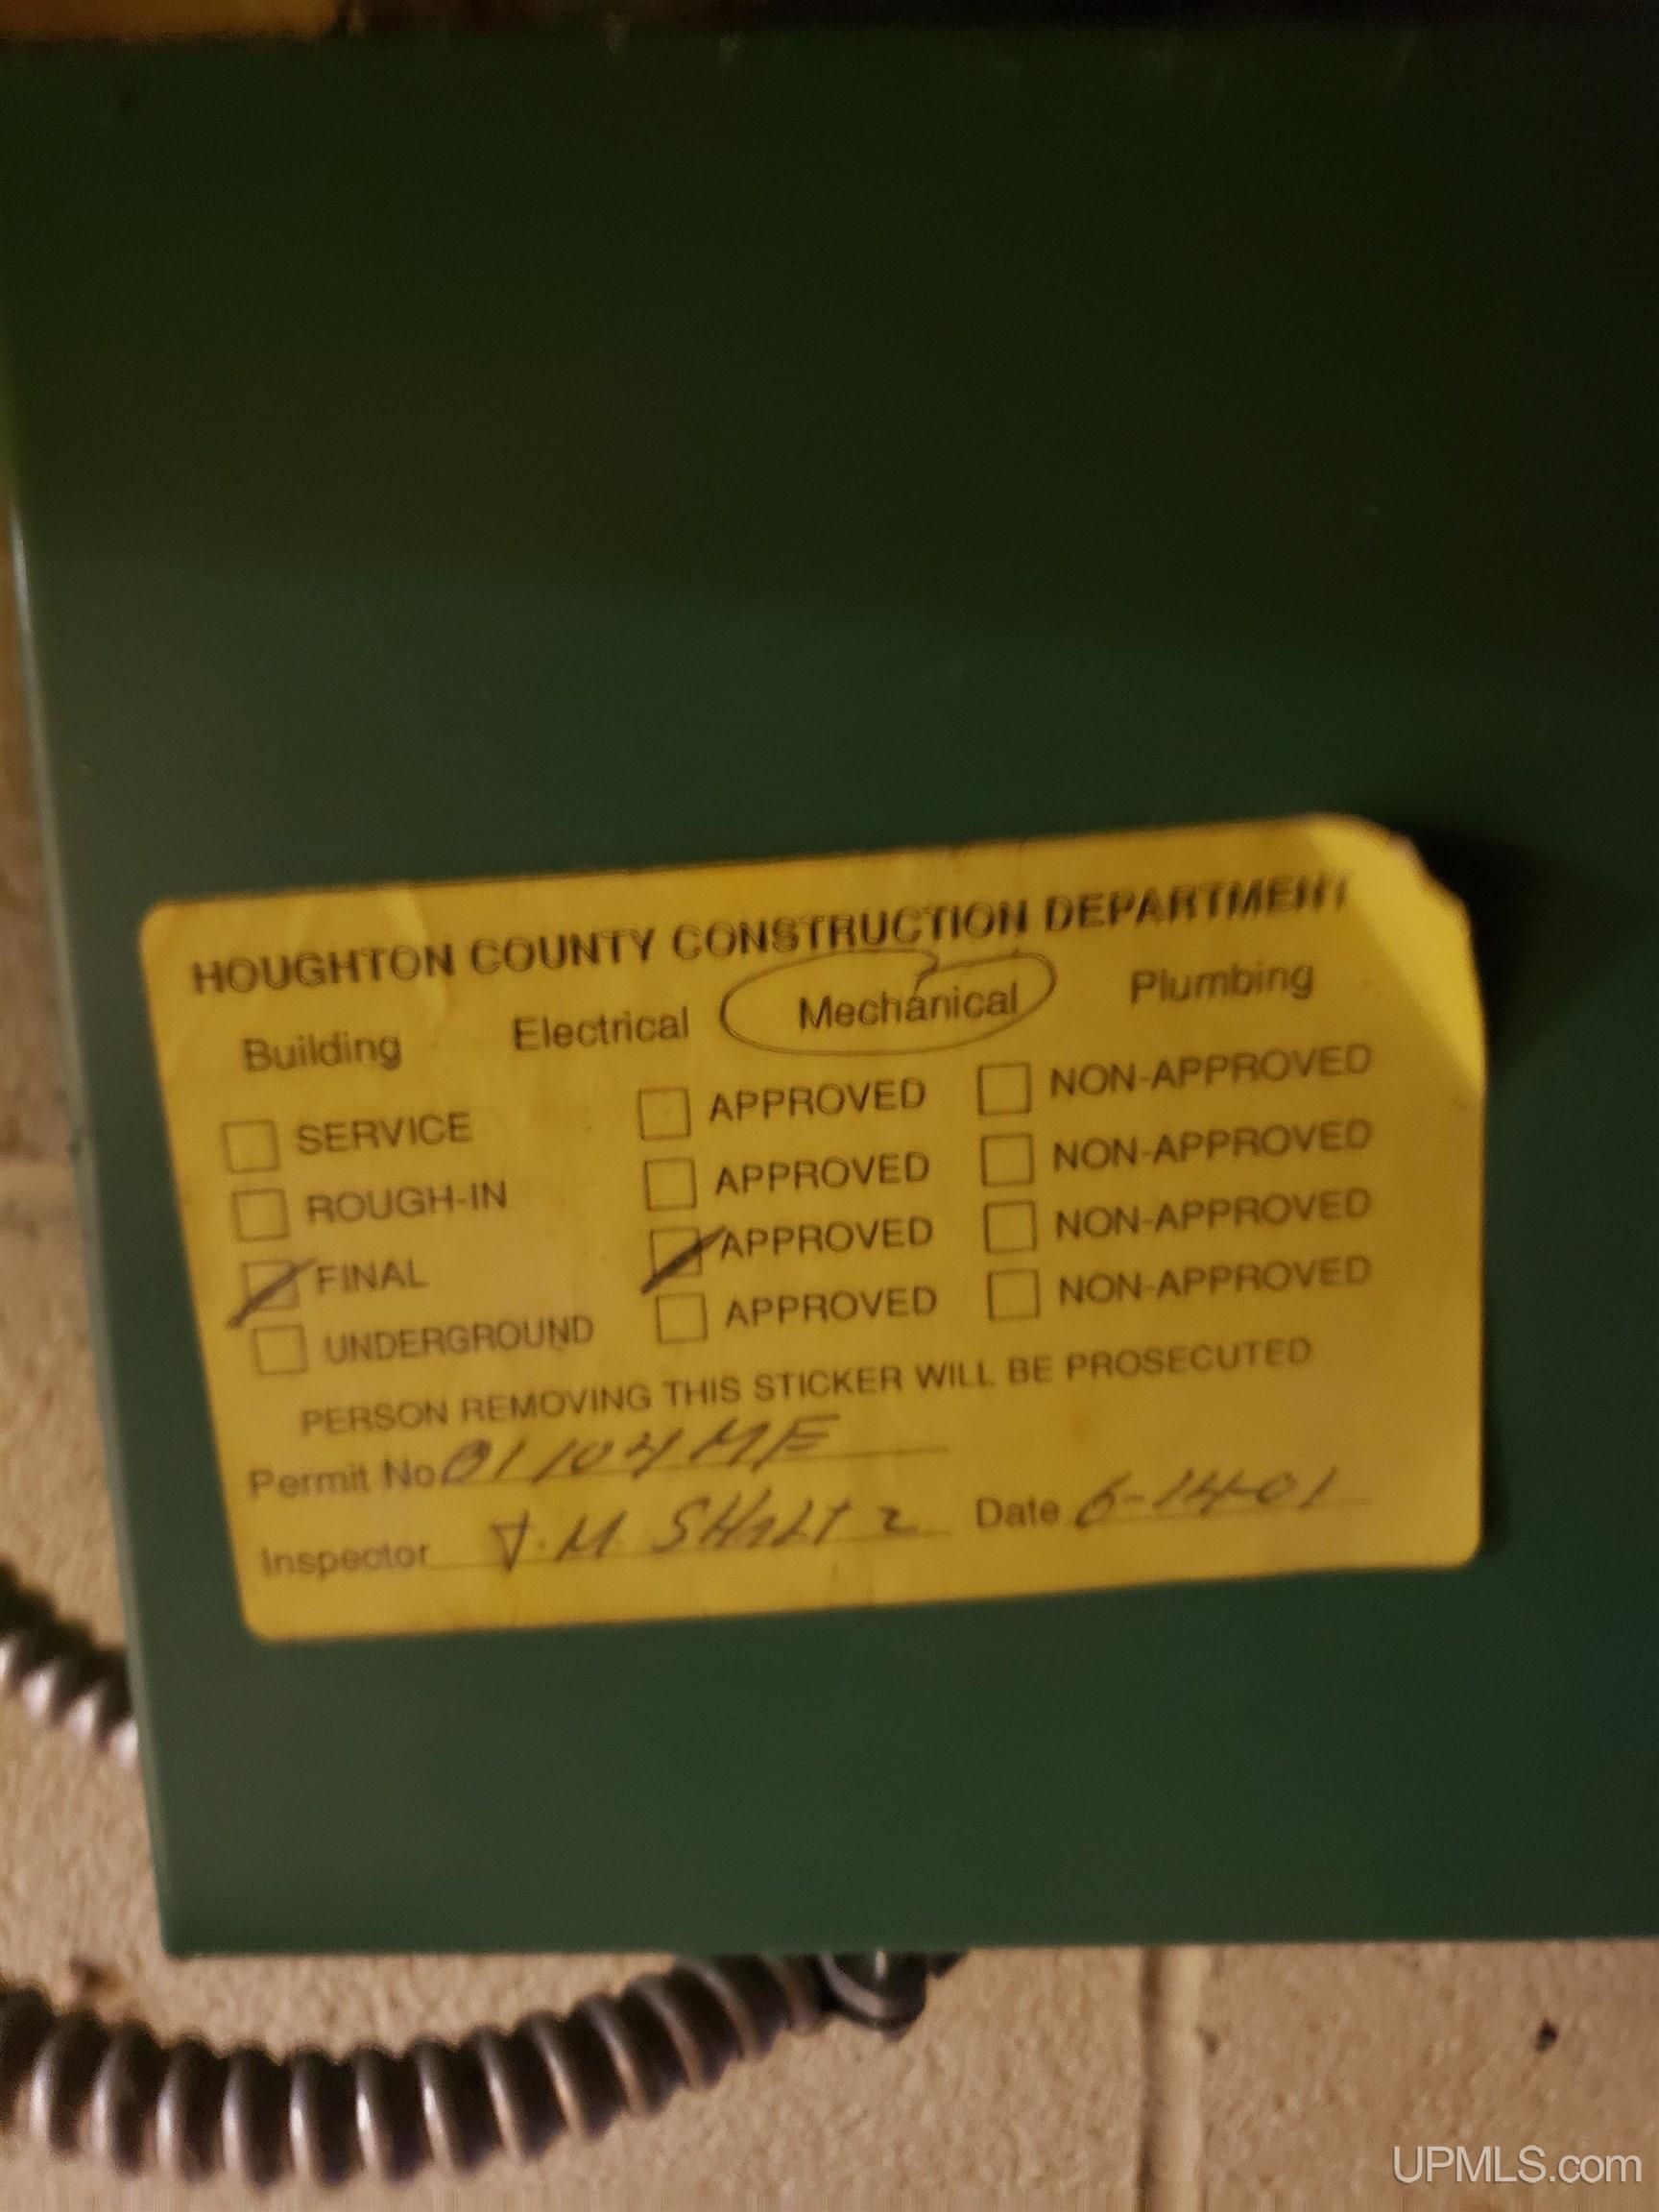 HOUGHTON COUNTY CONSTRUCTION DEPARTMENT
Building Electrical Mechanical Plumbing
SERVICE APPROVED NON-APPROVED
ROUGH-IN APPROVED NON-APPROVED
FINAL APPROVED NON-APPROVED
UNDERGROUND APPROVED NON-APPROVED
PERSON REMOVING THIS STICKER WILL BE PROSECUTED
Permit No. 01104ME
Inspector J.M. SHALTZ Date 6-14-01
UPMLS.com